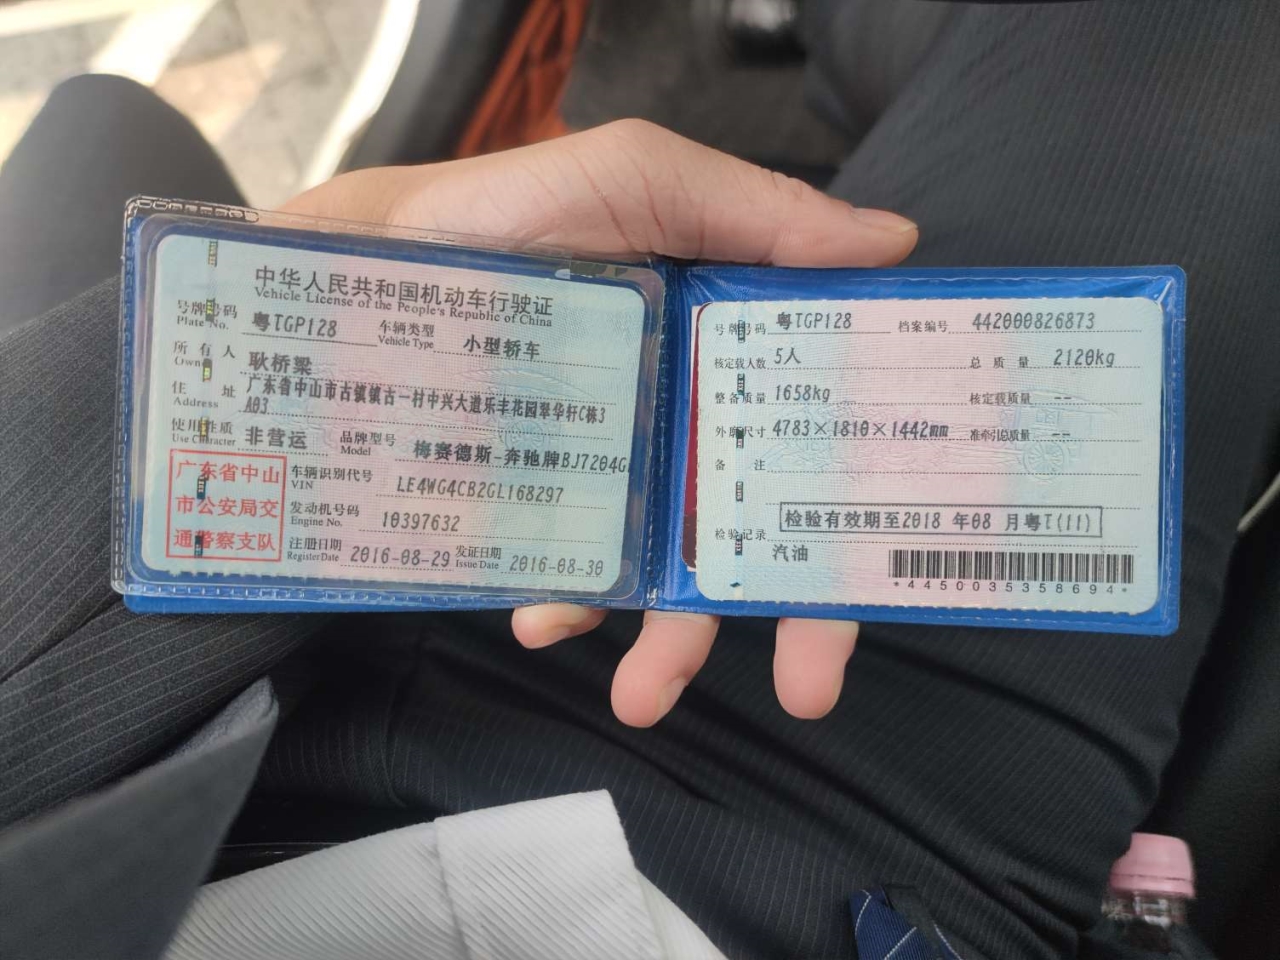 中华人民共和国机动车行驶证
Vehicle License of the People's Republic of China
号牌号码 粤TGP128 车辆类型 小型轿车
Plate No. Vehicle Type
所有人 耿桥梁
Owner
住址 广东省中山市古镇镇古一村中兴大道乐丰花园翠华轩C栋3
Address A03
使用性质 非营运 品牌型号 梅赛德斯-奔驰牌BJ7204G
Use Character Model
广东省中山
市公安局交
通警察支队
车辆识别代号 LE4WG4CB2GL168297
VIN
发动机号码 10397632
Engine No.
注册日期 2016-08-29 发证日期 2016-08-30
Register Date Issue Date
号牌号码 粤TGP128 档案编号 442000826873
核定载人数 5人 总质量 2120kg
整备质量 1658kg 核定载质量 --
外廓尺寸 4783×1810×1442mm 准牵引总质量 --
备注
检验记录 检验有效期至2018 年08 月粤T(11)
汽油
*4450035358694*